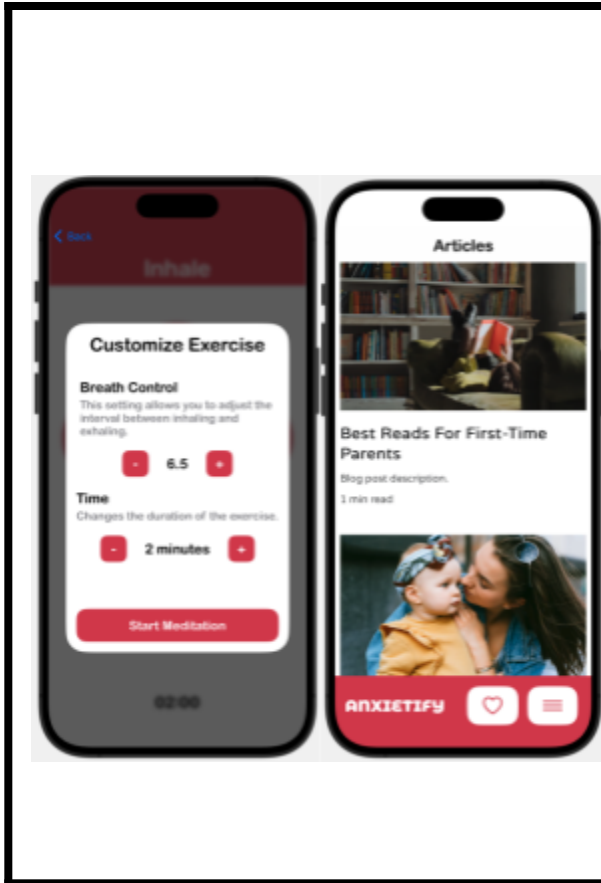 Back
Inhale
Customize Exercise
Breath Control
This setting allows you to adjust the
interval between inhaling and
exhaling.
- 6.5 +
Time
Changes the duration of the exercise.
- 2 minutes +
Start Meditation
02:00
Articles
Best Reads For First-Time
Parents
Blog post description.
1 min read
ANXIETIFY